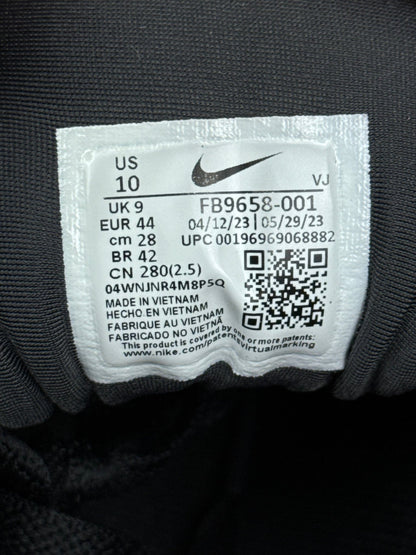 US
10
VJ
UK 9
FB9658-001
EUR 44
04/12/23 | 05/29/23
cm 28
UPC 00196969068882
BR 42
CN 280(2.5)
04WNJNR4M8P5Q
MADE IN VIETNAM
HECHO EN VIETNAM
FABRIQUE AU VIETNAM
FABRICADO NO VIETNÃ
This product is covered by one or more patents:
www.nike.com/patentsvirtualmarking